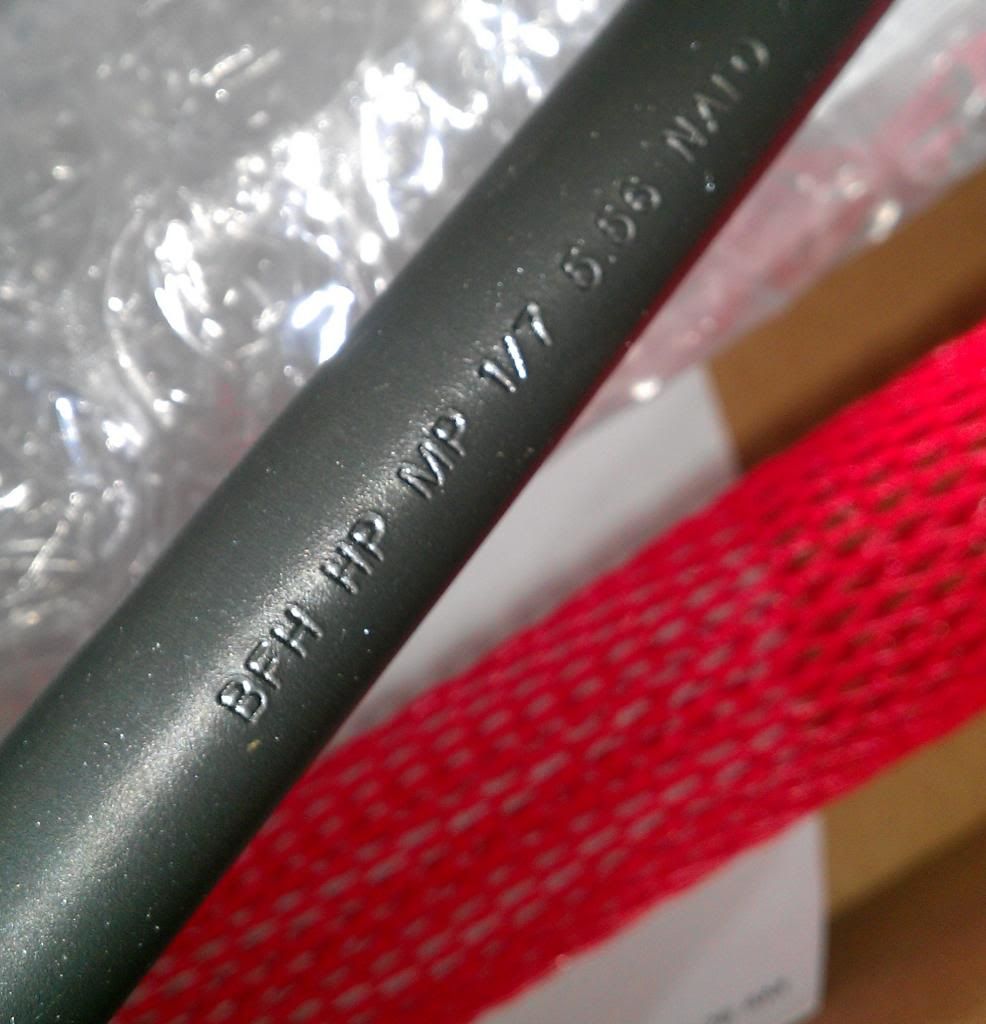 BFH HP MP 1/7 5.56 NATO